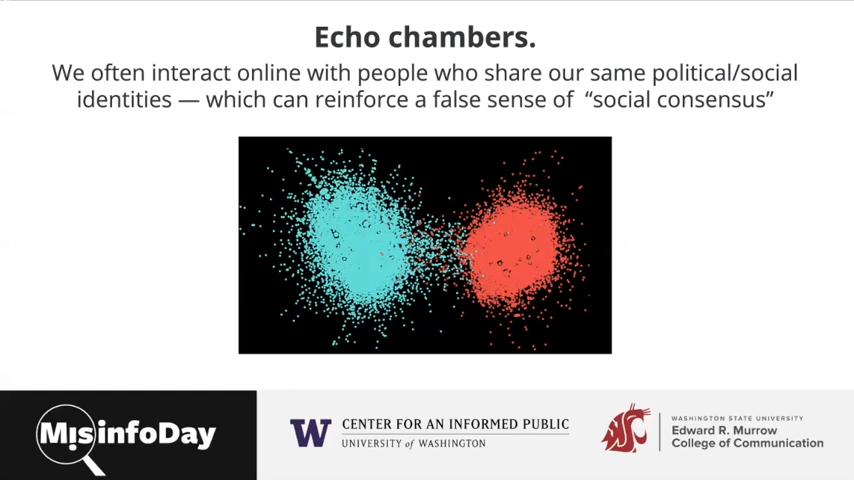 Echo chambers.
We often interact online with people who share our same political/social
identities — which can reinforce a false sense of “social consensus”
MisinfoDay
W
CENTER FOR AN INFORMED PUBLIC
UNIVERSITY of WASHINGTON
WASHINGTON STATE UNIVERSITY
Edward R. Murrow
College of Communication